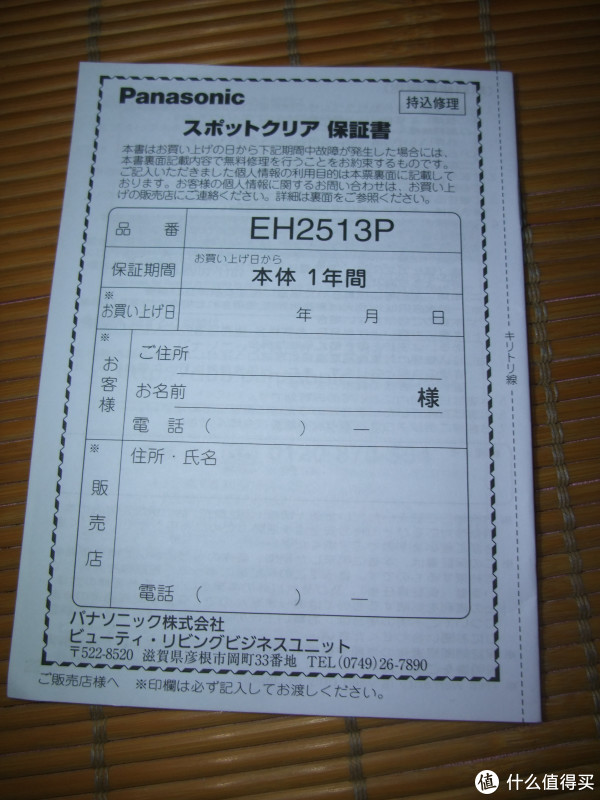 Panasonic
持込修理
スポットクリア 保証書
本書はお買い上げの日から下記期間中故障が発生した場合には、
本書裏面記載内容で無料修理を行うことをお約束するものです。
ご記入いただきました個人情報の利用目的は本票裏面に記載して
おります。お客様の個人情報に関するお問い合わせは、お買い上
げの販売店にご連絡ください。詳細は裏面をご参照ください。
品 番 EH2513P
保証期間 お買い上げ日から
本体 1年間
※お買い上げ日 年 月 日
※お客様
ご住所
お名前 様
電 話 ( ) ―
※販売店
住所・氏名
電話 ( ) ―
キリトリ線
パナソニック株式会社
ビューティ・リビングビジネスユニット
〒522-8520 滋賀県彦根市岡町33番地 TEL(0749)26-7890
ご販売店様へ ※印欄は必ず記入してお渡しください。
值 什么值得买